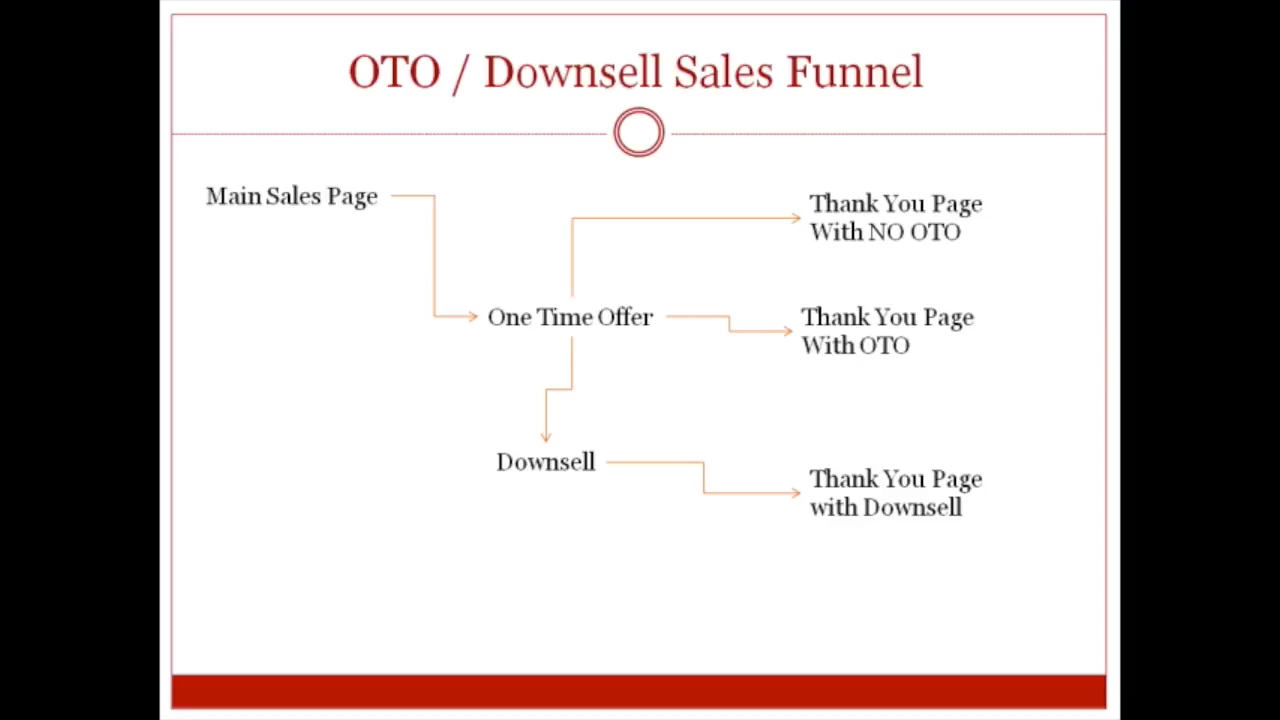 OTO / Downsell Sales Funnel
Main Sales Page
Thank You Page
With NO OTO
One Time Offer
Thank You Page
With OTO
Downsell
Thank You Page
with Downsell